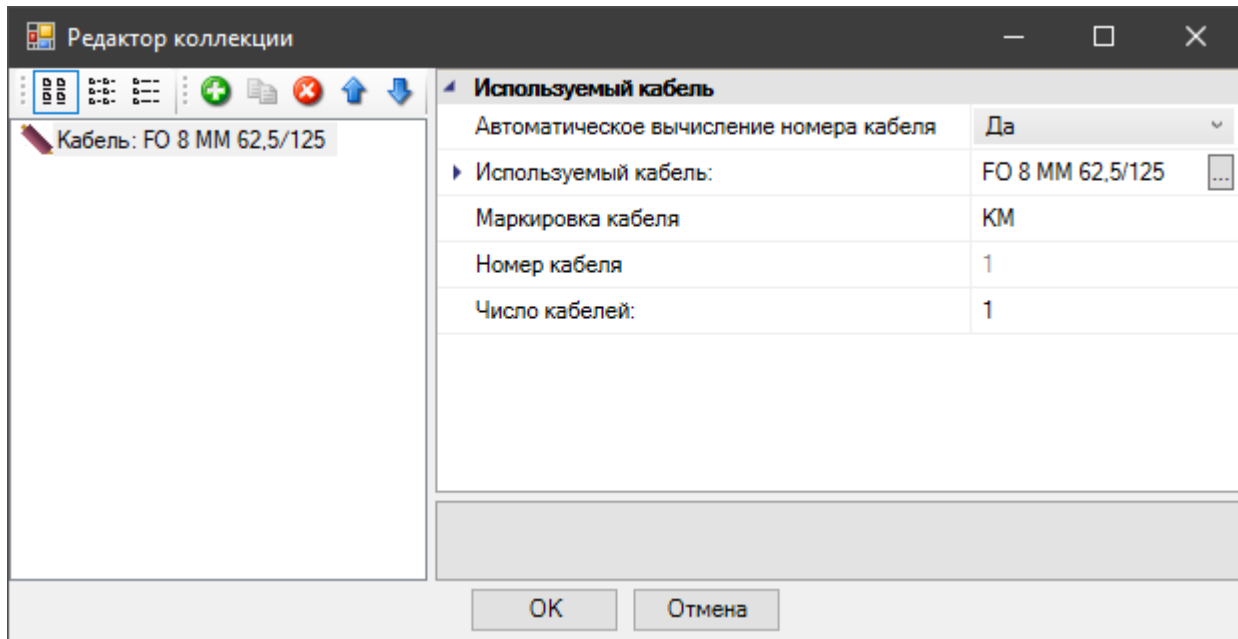 Редактор коллекции
Кабель: FO 8 MM 62,5/125
Используемый кабель
Автоматическое вычисление номера кабеля Да
Используемый кабель: FO 8 MM 62,5/125 ...
Маркировка кабеля КМ
Номер кабеля 1
Число кабелей: 1
OK Отмена